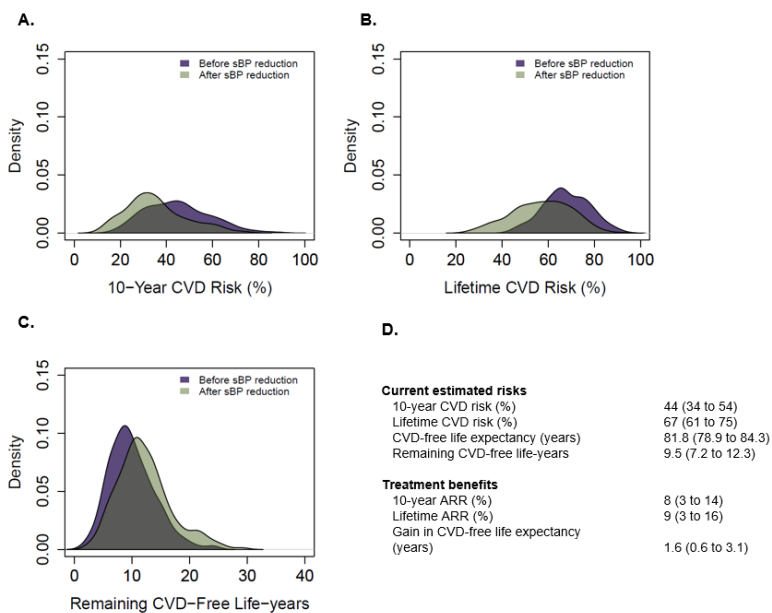 A.
B.
0.15
0.10
0.05
0.00
Density
Before sBP reduction
After sBP reduction
0 20 40 60 80 100
10−Year CVD Risk (%)
0.15
0.10
0.05
0.00
Density
Before sBP reduction
After sBP reduction
0 20 40 60 80 100
Lifetime CVD Risk (%)
C.
D.
0.15
0.10
0.05
0.00
Density
Before sBP reduction
After sBP reduction
0 10 20 30 40
Remaining CVD−Free Life−years
Current estimated risks
10-year CVD risk (%) 44 (34 to 54)
Lifetime CVD risk (%) 67 (61 to 75)
CVD-free life expectancy (years) 81.8 (78.9 to 84.3)
Remaining CVD-free life-years 9.5 (7.2 to 12.3)
Treatment benefits
10-year ARR (%) 8 (3 to 14)
Lifetime ARR (%) 9 (3 to 16)
Gain in CVD-free life expectancy
(years) 1.6 (0.6 to 3.1)